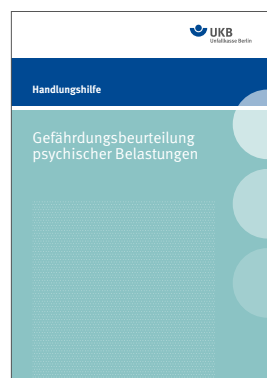 UKB
Unfallkasse Berlin
Handlungshilfe
Gefährdungsbeurteilung
psychischer Belastungen